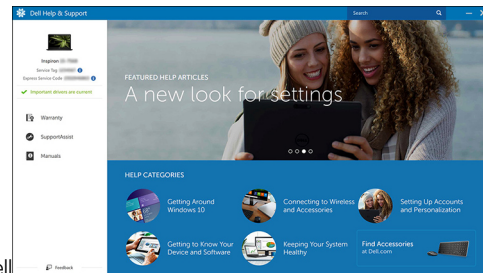 Dell Help & Support
Search
Inspiron
Service Tag
Express Service Code
Important drivers are current
Warranty
SupportAssist
Manuals
Feedback
FEATURED HELP ARTICLES
A new look for settings
HELP CATEGORIES
Getting Around
Windows 10
Connecting to Wireless
and Accessories
Setting Up Accounts
and Personalization
Getting to Know Your
Device and Software
Keeping Your System
Healthy
Find Accessories
at Dell.com
ell